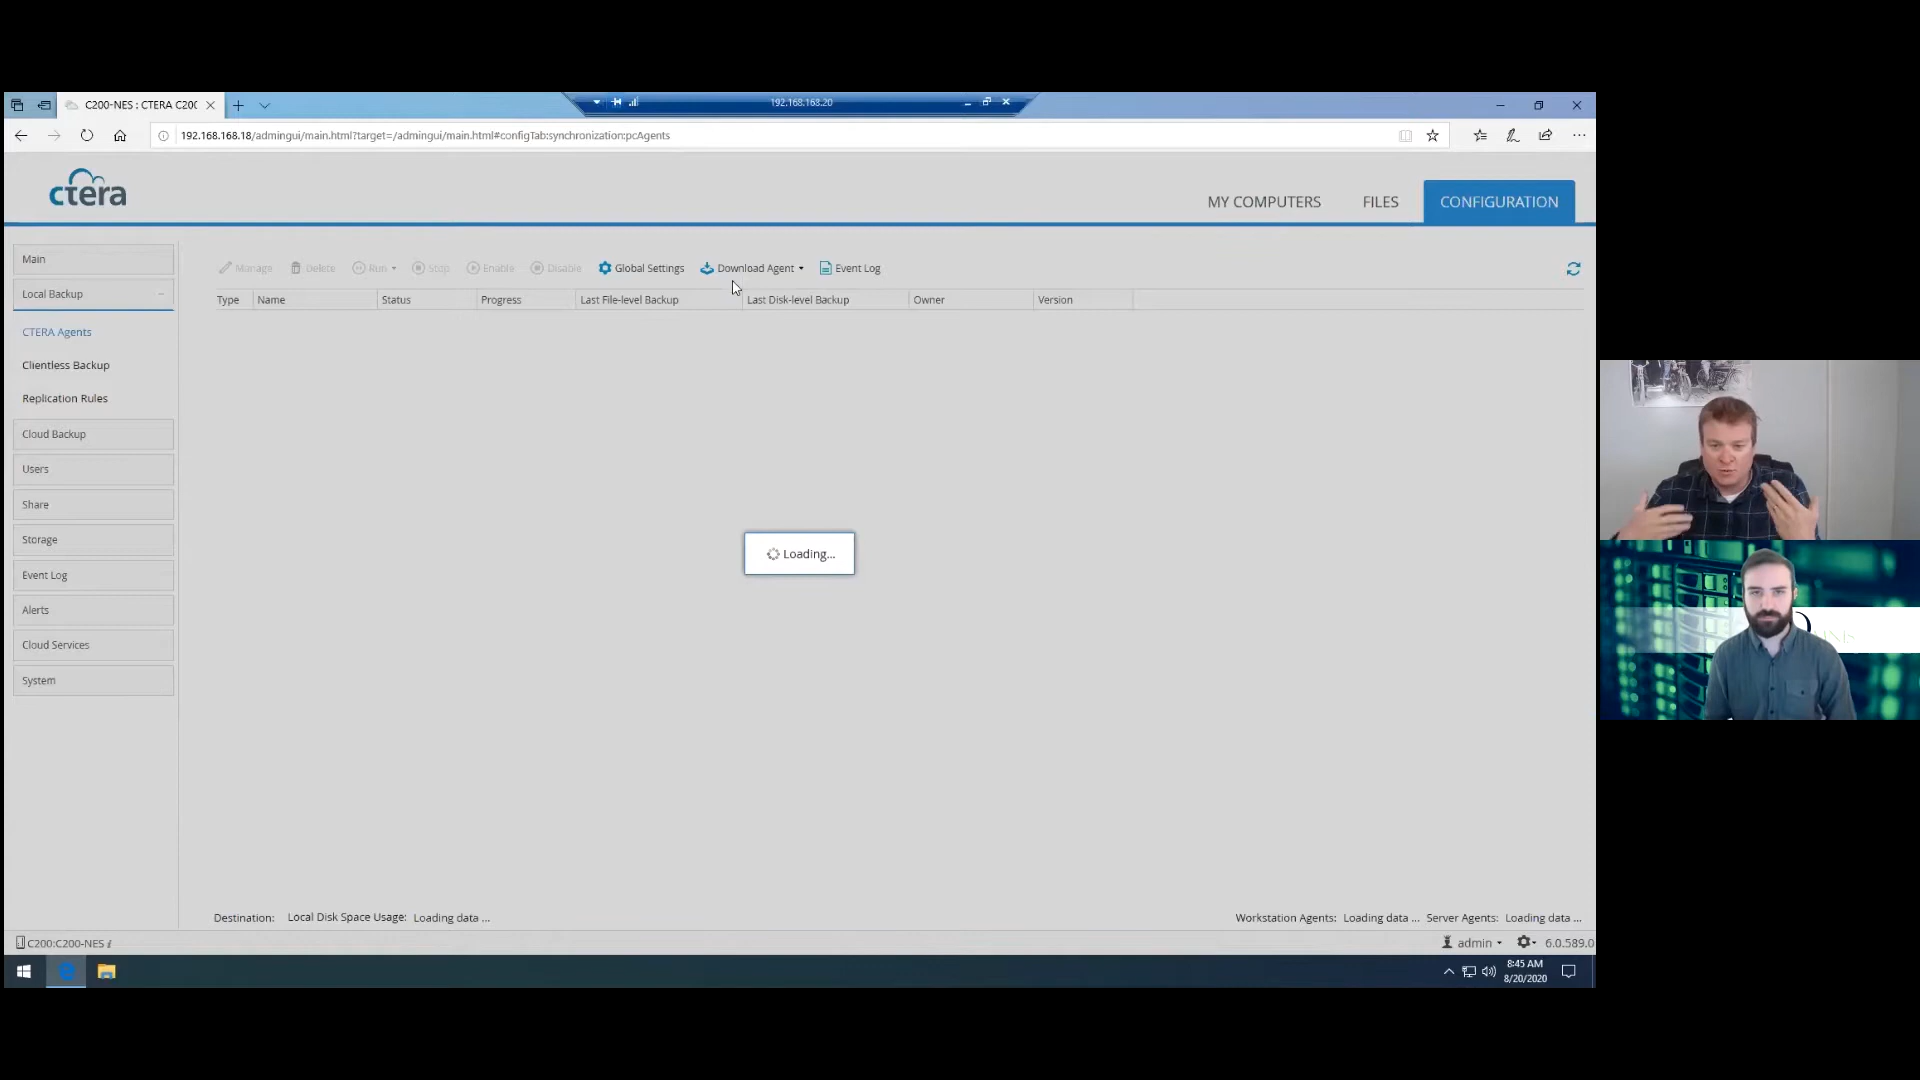 C200-NES : CTERA C200
192.168.168.20
192.168.168.18/admingui/main.html?target=/admingui/main.html#configTab:synchronization:pcAgents
ctera
MY COMPUTERS
FILES
CONFIGURATION
Main
Local Backup
CTERA Agents
Clientless Backup
Replication Rules
Cloud Backup
Users
Share
Storage
Event Log
Alerts
Cloud Services
System
Manage Delete Run Stop Enable Disable Global Settings Download Agent Event Log
Type Name Status Progress Last File-level Backup Last Disk-level Backup Owner Version
Loading...
Destination: Local Disk Space Usage: Loading data ...
Workstation Agents: Loading data ... Server Agents: Loading data ...
C200:C200-NES
admin
6.0.589.0
8:45 AM
8/20/2020